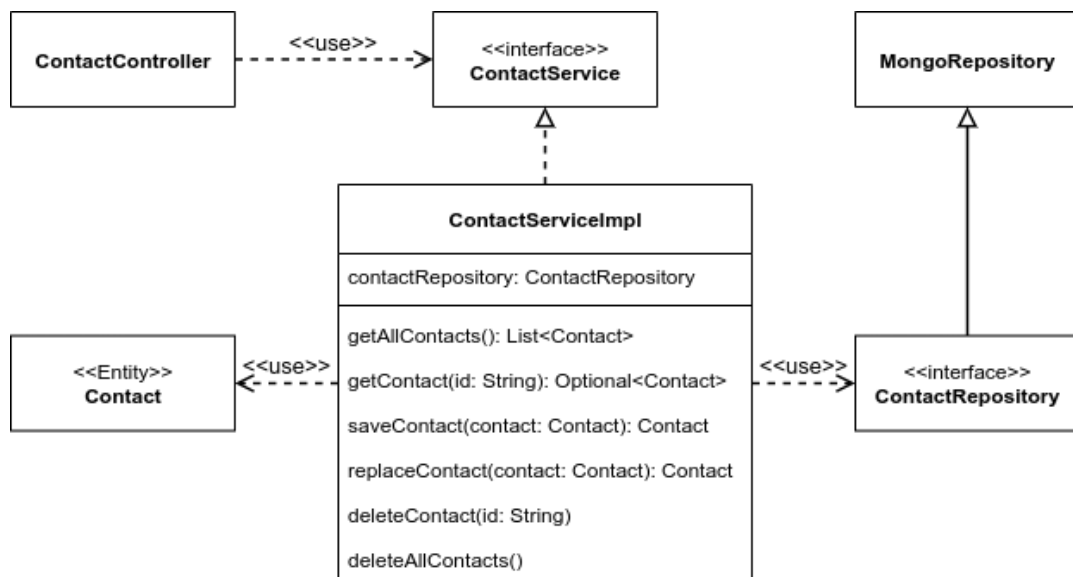 ContactController
<<use>>
<<interface>>
ContactService
MongoRepository
ContactServiceImpl
contactRepository: ContactRepository
getAllContacts(): List<Contact>
getContact(id: String): Optional<Contact>
saveContact(contact: Contact): Contact
replaceContact(contact: Contact): Contact
deleteContact(id: String)
deleteAllContacts()
<<Entity>>
Contact
<<use>>
<<use>>
<<interface>>
ContactRepository